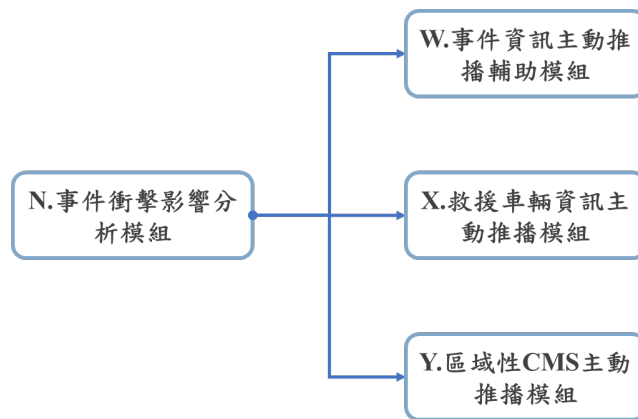 W.事件資訊主動推
播輔助模組
N.事件衝擊影響分
析模組
X.救援車輛資訊主
動推播模組
Y.區域性CMS主動
推播模組